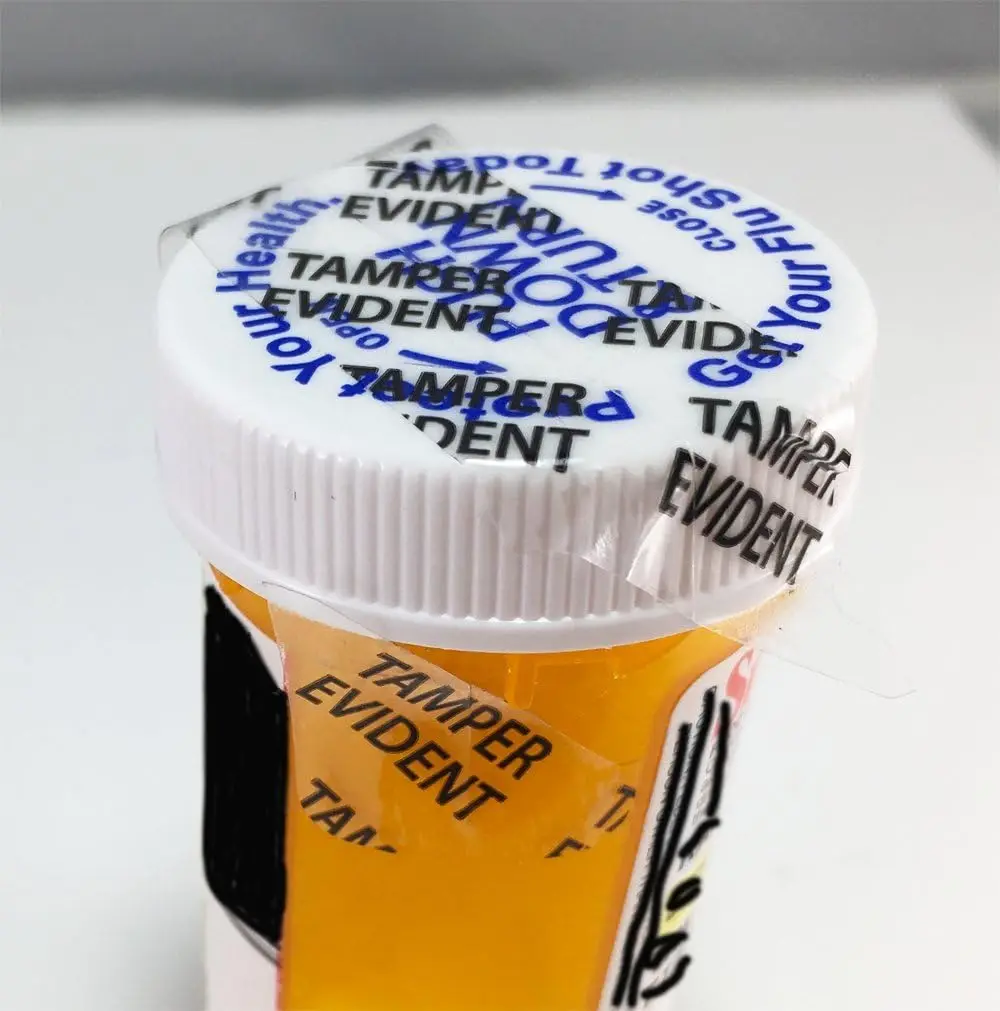 TAMPER
EVIDENT
TAMPER
EVIDENT
TAMPER
EVIDENT
TAMPER
EVIDENT
TAMPER
EVIDENT
Get Your Flu Shot Today
Protect Your Health.
PUSH
DOWN
& TURN
CLOSE
OPEN
TAMPER
EVIDENT